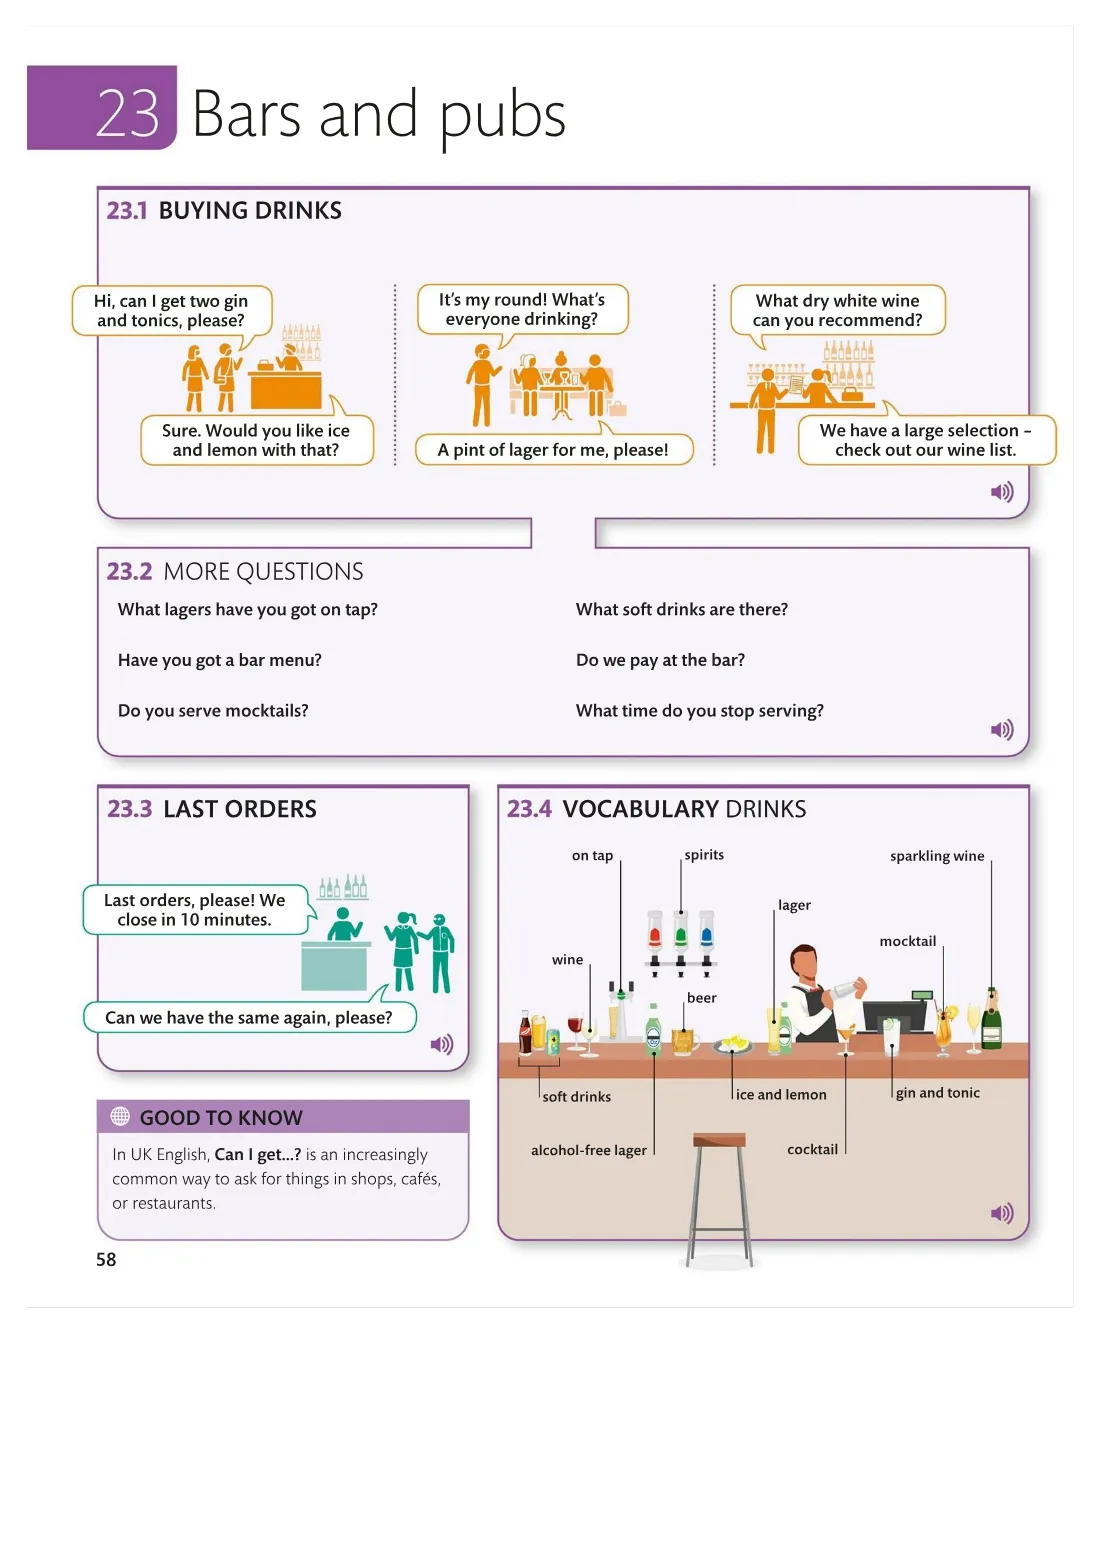 23 Bars and pubs
23.1 BUYING DRINKS
Hi, can I get two gin
and tonics, please?
Sure. Would you like ice
and lemon with that?
It's my round! What's
everyone drinking?
A pint of lager for me, please!
What dry white wine
can you recommend?
We have a large selection –
check out our wine list.
23.2 MORE QUESTIONS
What lagers have you got on tap?
Have you got a bar menu?
Do you serve mocktails?
What soft drinks are there?
Do we pay at the bar?
What time do you stop serving?
23.3 LAST ORDERS
Last orders, please! We
close in 10 minutes.
Can we have the same again, please?
GOOD TO KNOW
In UK English, Can I get...? is an increasingly
common way to ask for things in shops, cafés,
or restaurants.
23.4 VOCABULARY DRINKS
on tap
spirits
sparkling wine
lager
mocktail
wine
beer
soft drinks
ice and lemon
gin and tonic
alcohol-free lager
cocktail
58